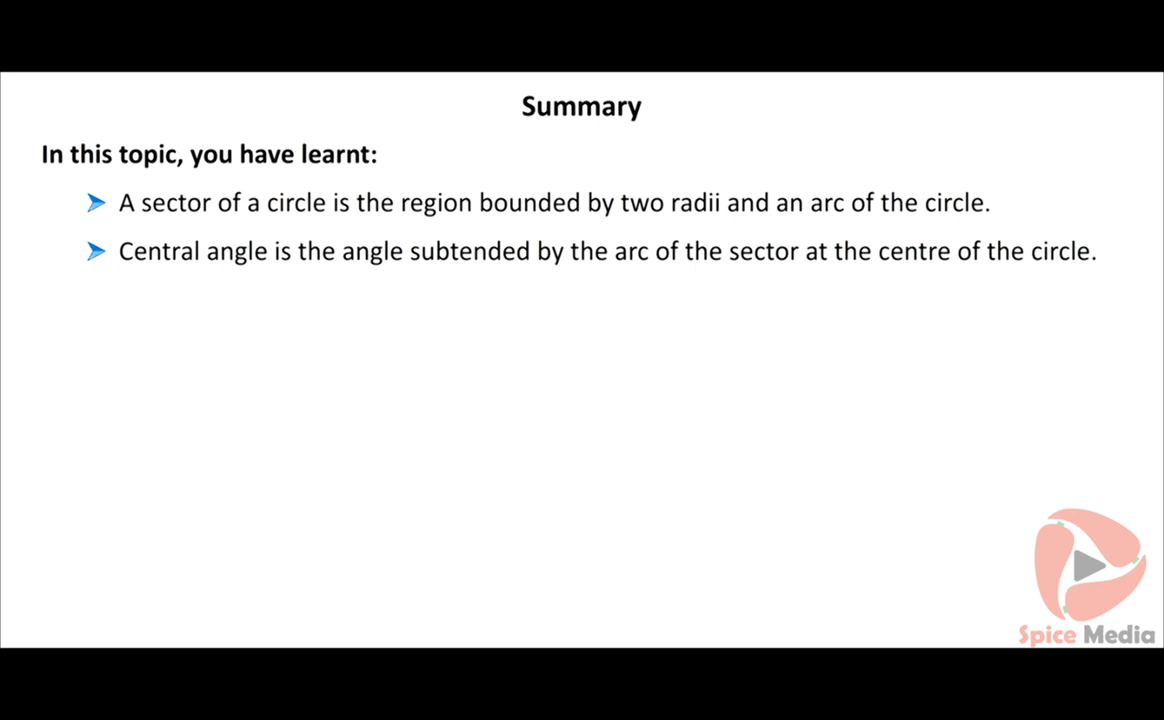 Summary
In this topic, you have learnt:
A sector of a circle is the region bounded by two radii and an arc of the circle.
Central angle is the angle subtended by the arc of the sector at the centre of the circle.
Spice Media